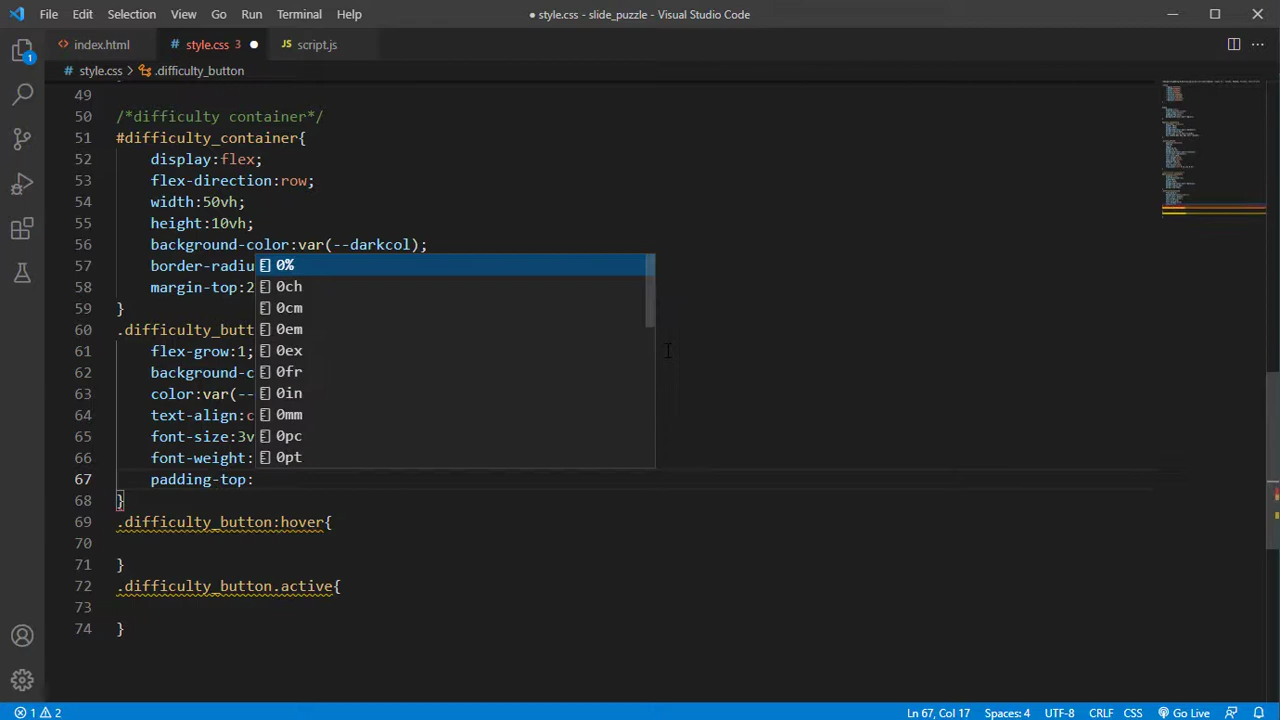 File Edit Selection View Go Run Terminal Help
● style.css - slide_puzzle - Visual Studio Code
index.html
# style.css 3 ●
JS script.js
# style.css > .difficulty_button
1
49
50 /*difficulty container*/
51 #difficulty_container{
52 display:flex;
53 flex-direction:row;
54 width:50vh;
55 height:10vh;
56 background-color:var(--darkcol);
57 border-radiu
58 margin-top:2
59 }
60 .difficulty_butt
61 flex-grow:1;
62 background-c
63 color:var(--
64 text-align:c
65 font-size:3v
66 font-weight:
67 padding-top:
68 }
69 .difficulty_button:hover{
70
71 }
72 .difficulty_button.active{
73
74 }
0%
0ch
0cm
0em
0ex
0fr
0in
0mm
0pc
0pt
1 2
Ln 67, Col 17 Spaces: 4 UTF-8 CRLF CSS Go Live